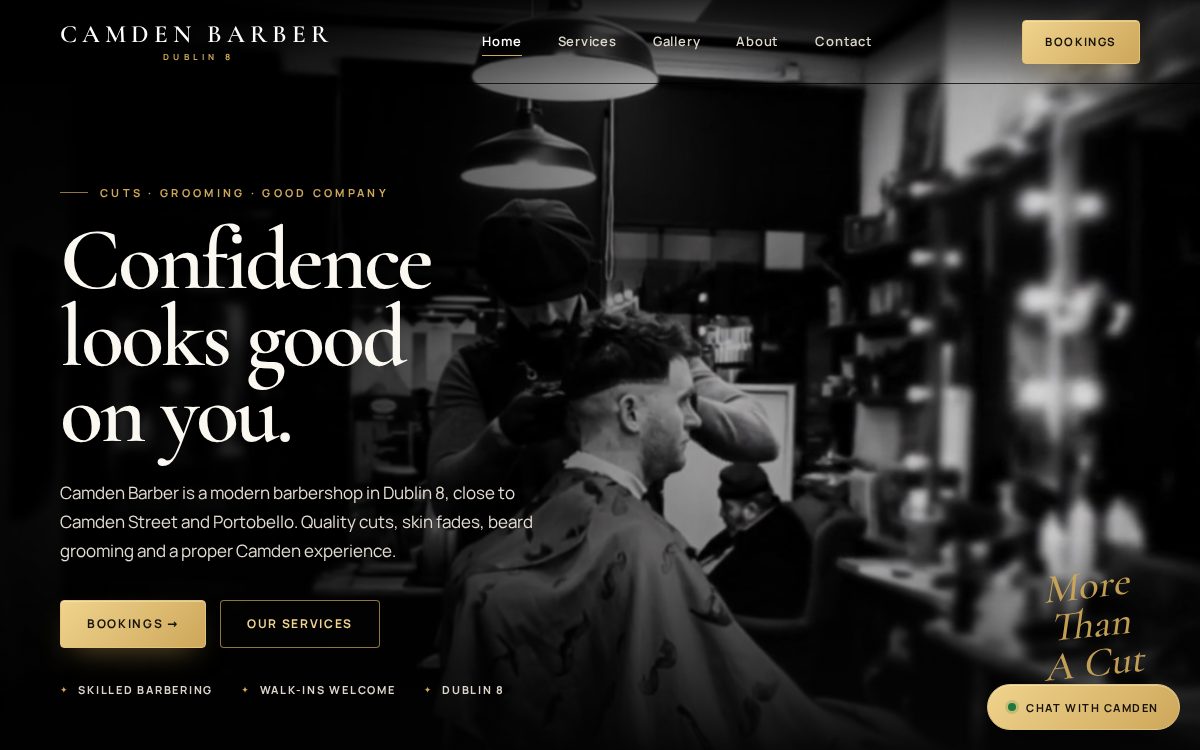 CAMDEN BARBER
DUBLIN 8
Home
Services
Gallery
About
Contact
BOOKINGS
CUTS · GROOMING · GOOD COMPANY
Confidence
looks good
on you.
Camden Barber is a modern barbershop in Dublin 8, close to
Camden Street and Portobello. Quality cuts, skin fades, beard
grooming and a proper Camden experience.
BOOKINGS →
OUR SERVICES
✦ SKILLED BARBERING
✦ WALK-INS WELCOME
✦ DUBLIN 8
More
Than
A Cut
CHAT WITH CAMDEN